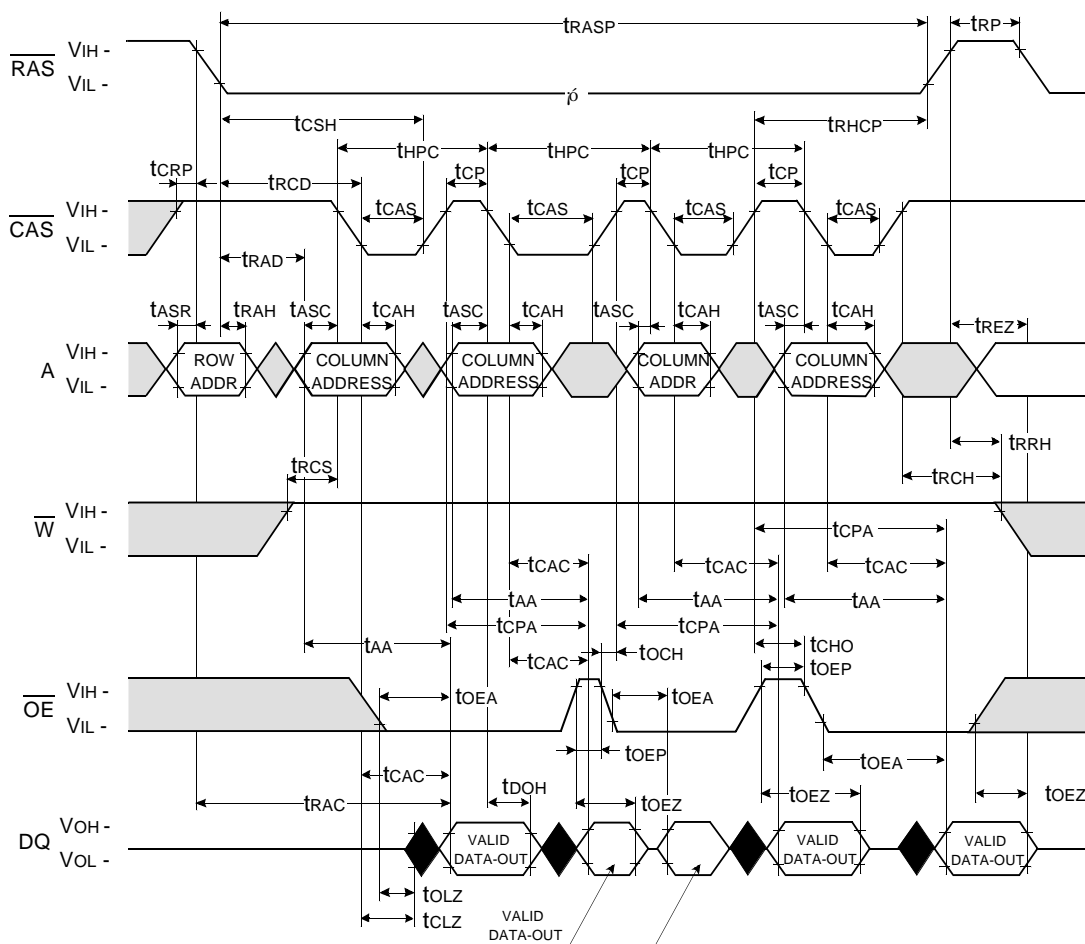 tRASP tRP
RAS VIH -
VIL -
ό
tCSH tRHCP
tHPC tHPC tHPC
tCRP tRCD tCP tCP tCP
CAS VIH -
VIL -
tCAS tCAS tCAS tCAS
tRAD
tASR tRAH tASC tCAH tASC tCAH tASC tCAH tASC tCAH tREZ
A VIH -
VIL -
ROW ADDR
COLUMN ADDRESS
COLUMN ADDRESS
COLUMN ADDR
COLUMN ADDRESS
tRRH
tRCS tRCH
W VIH -
VIL -
tCPA
tCAC tCAC tCAC
tAA tAA tAA
tCPA tCPA
tAA tCHO
tCAC tOCH tOEP
OE VIH -
VIL -
tOEA tOEA
tOEP tOEA
tCAC
tRAC tDOH tOEZ tOEZ tOEZ
DQ VOH -
VOL -
VALID DATA-OUT
VALID DATA-OUT
VALID DATA-OUT
tOLZ
tCLZ
VALID
DATA-OUT